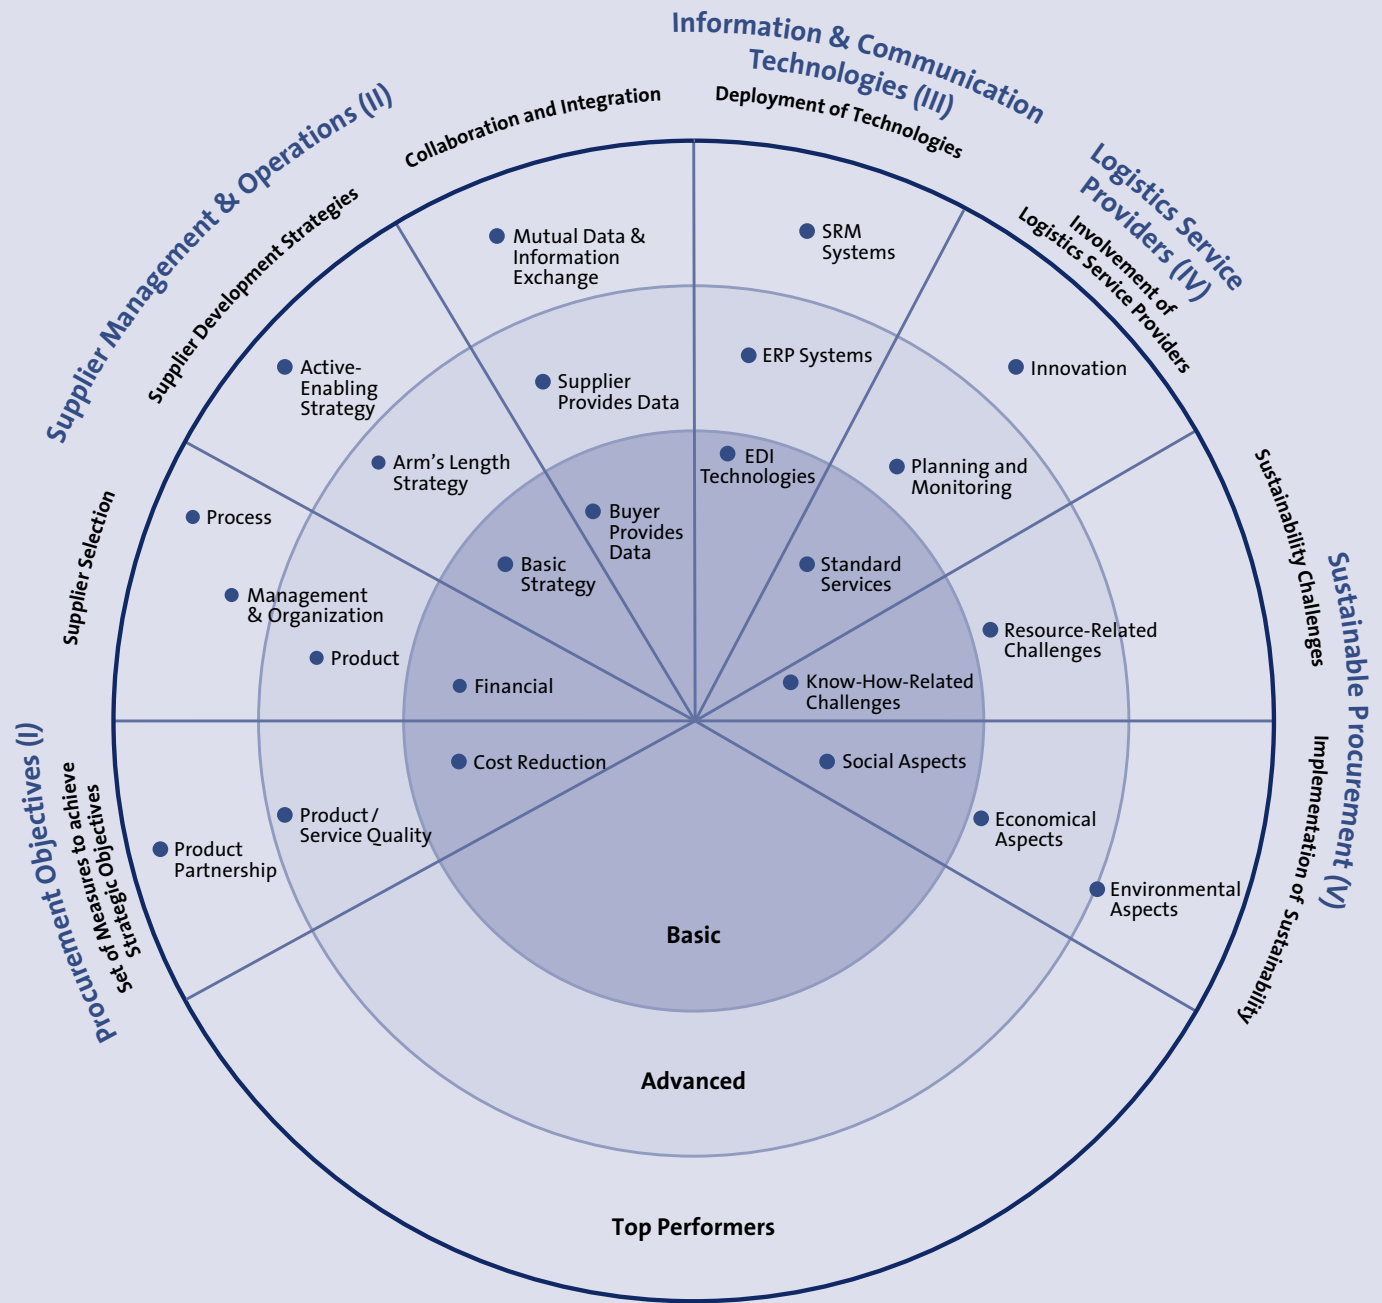 Information & Communication
Technologies (III)
Deployment of Technologies
Collaboration and Integration
Supplier Management & Operations (II)
Supplier Development Strategies
Logistics Service
Providers (IV)
Involvement of
Logistics Service Providers
Mutual Data &
Information
Exchange
SRM
Systems
Active-
Enabling
Strategy
Supplier
Provides Data
ERP Systems
Innovation
Arm’s Length
Strategy
EDI
Technologies
Planning and
Monitoring
Supplier Selection
Process
Buyer
Provides
Data
Basic
Strategy
Standard
Services
Sustainability Challenges
Sustainable Procurement (V)
Management
& Organization
Product
Financial
Resource-Related
Challenges
Know-How-Related
Challenges
Procurement Objectives (I)
Set of Measures to achieve
Strategic Objectives
Cost Reduction
Product /
Service Quality
Product
Partnership
Social Aspects
Economical
Aspects
Environmental
Aspects
Implementation of Sustainability
Basic
Advanced
Top Performers